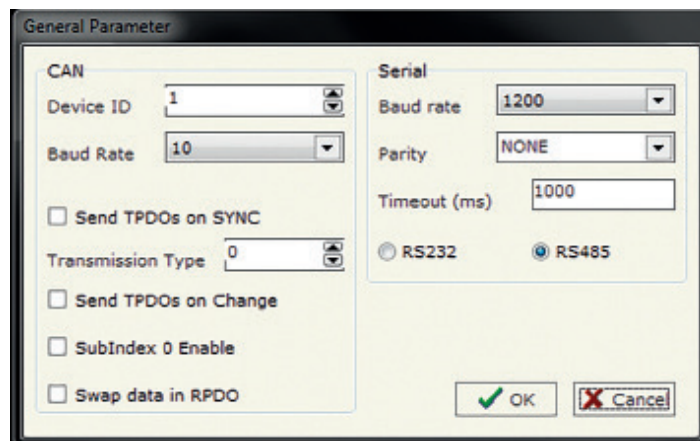 General Parameter
CAN
Device ID 1
Baud Rate 10
Send TPDOs on SYNC
Transmission Type 0
Send TPDOs on Change
SubIndex 0 Enable
Swap data in RPDO
Serial
Baud rate 1200
Parity NONE
Timeout (ms) 1000
RS232 RS485
OK Cancel